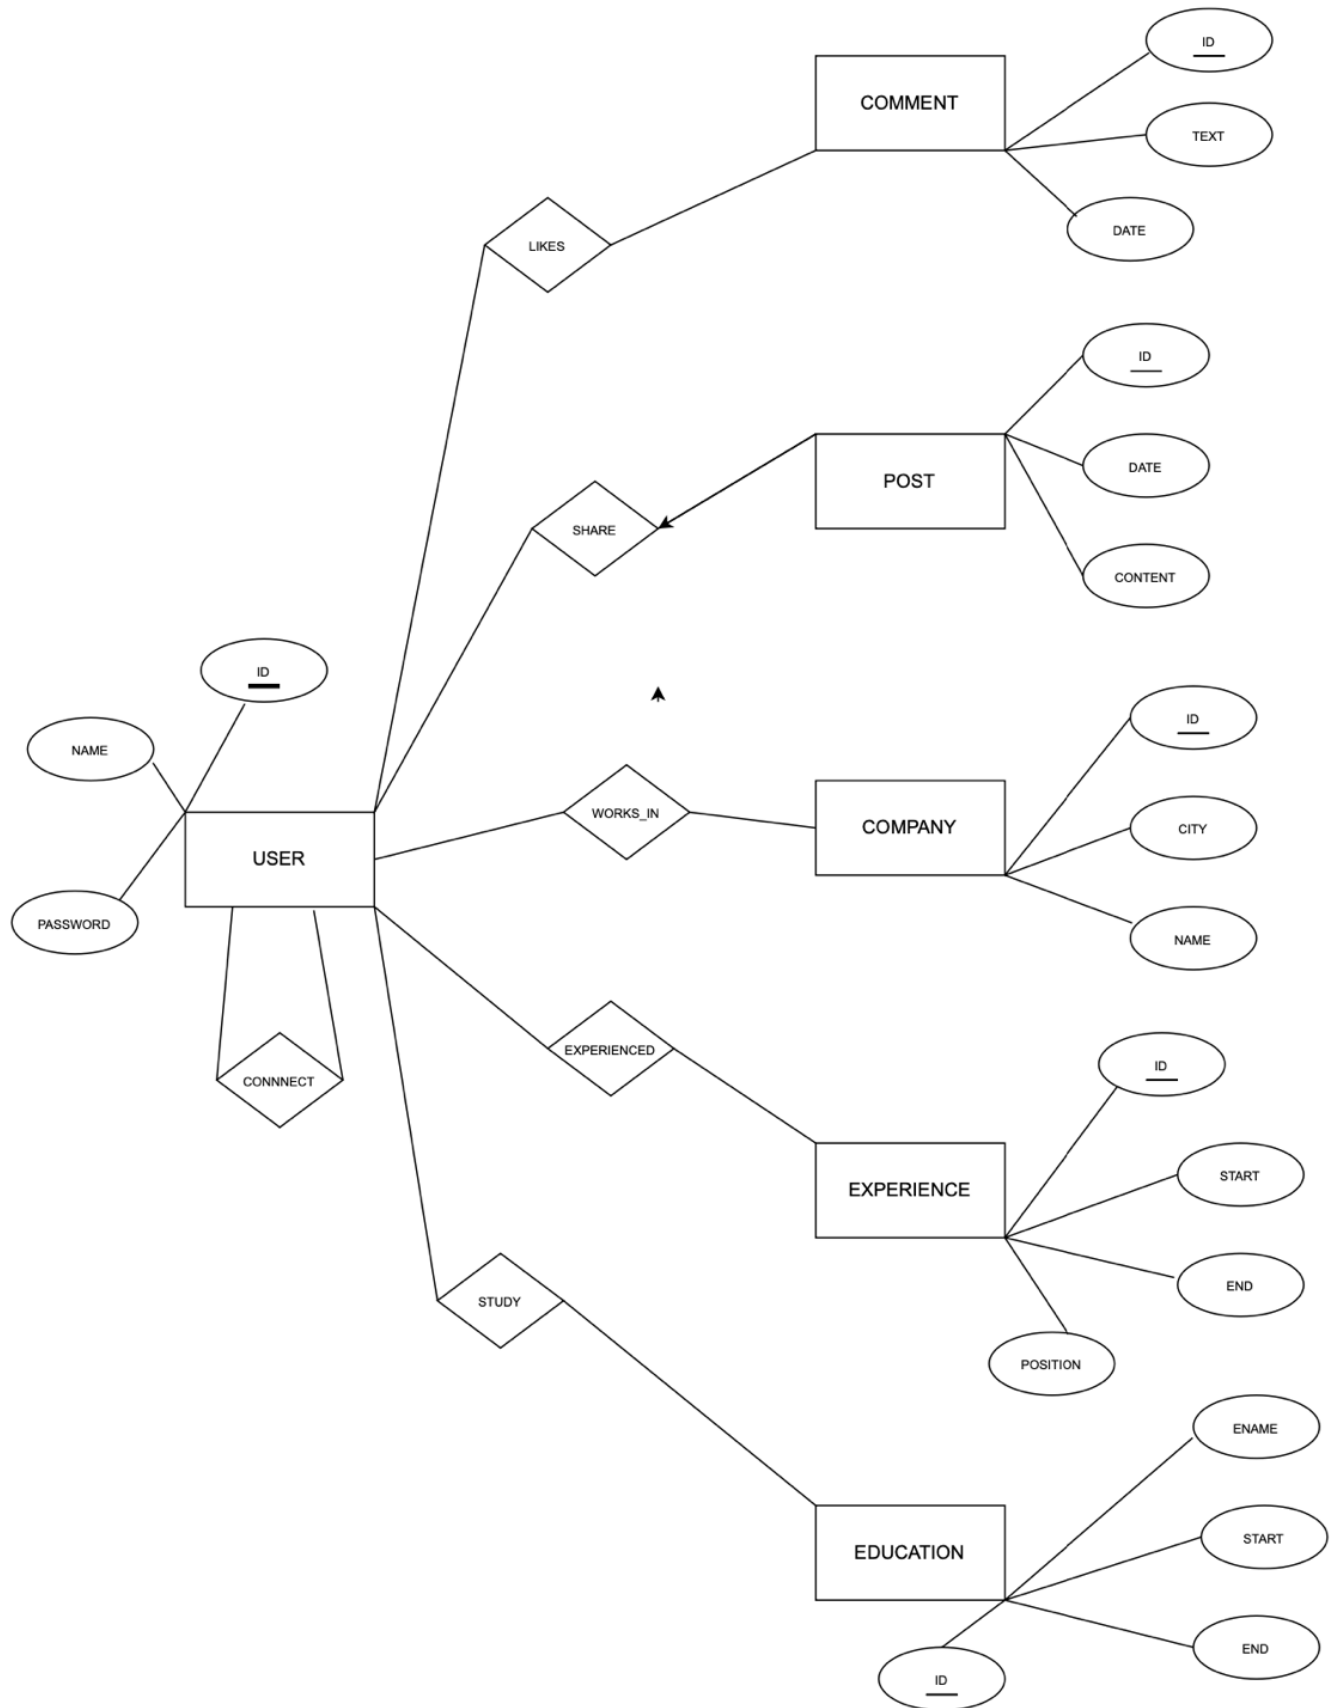 ID
COMMENT
TEXT
DATE
LIKES
ID
DATE
POST
CONTENT
SHARE
ID
NAME
PASSWORD
USER
CONNNECT
WORKS_IN
COMPANY
ID
CITY
NAME
EXPERIENCED
ID
EXPERIENCE
START
END
POSITION
STUDY
ENAME
EDUCATION
START
END
ID